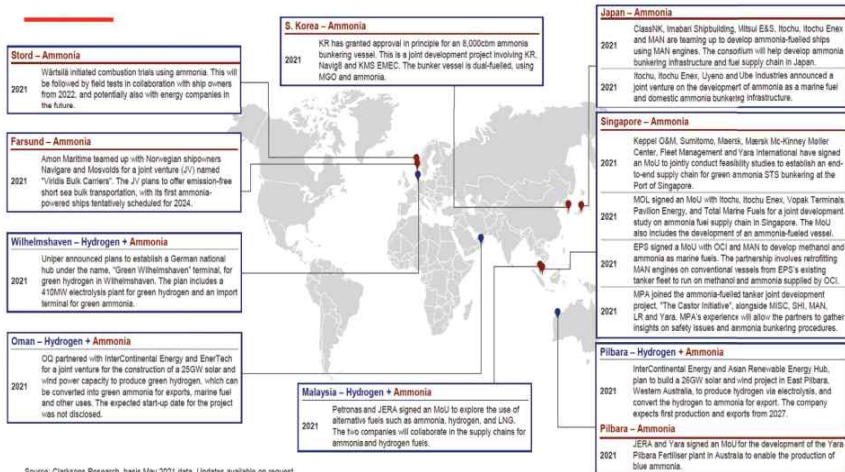 Stord – Ammonia
2021
Wärtsilä initiated combustion trials using ammonia. This will
be followed by field tests in collaboration with ship owners
from 2022, and potentially also with energy companies in
the future.
Farsund – Ammonia
2021
Amon Maritime teamed up with Norwegian shipowners
Navigare and Mosvolds for a joint venture (JV) named
"Viridis Bulk Carriers". The JV plans to offer emission-free
short sea bulk transportation, with its first ammonia-
powered ships tentatively scheduled for 2024.
Wilhelmshaven – Hydrogen + Ammonia
2021
Uniper announced plans to establish a German national
hub under the name, "Green Wilhelmshaven" terminal, for
green hydrogen in Wilhelmshaven. The plan includes a
410MW electrolysis plant for green hydrogen and an import
terminal for green ammonia.
Oman – Hydrogen + Ammonia
2021
OQ partnered with InterContinental Energy and EnerTech
for a joint venture for the construction of a 25GW solar and
wind power capacity to produce green hydrogen, which can
be converted into green ammonia for exports, marine fuel
and other uses. The expected start-up date for the project
was not disclosed.
S. Korea – Ammonia
2021
KR has granted approval in principle for an 8,000cbm ammonia
bunkering vessel. This is a joint development project involving KR,
Navig8 and KMS EMEC. The bunker vessel is dual-fuelled, using
MGO and ammonia.
Malaysia – Hydrogen + Ammonia
2021
Petronas and JERA signed an MoU to explore the use of
alternative fuels such as ammonia, hydrogen, and LNG.
The two companies will collaborate in the supply chains for
ammonia and hydrogen fuels.
Japan – Ammonia
2021
ClassNK, Imabari Shipbuilding, Mitsui E&S, Itochu, Itochu Enex
and MAN are teaming up to develop ammonia-fuelled ships
using MAN engines. The consortium will help develop ammonia
bunkering infrastructure and fuel supply chain in Japan.
2021
Itochu, Itochu Enex, Uyeno and Ube Industries announced a
joint venture on the development of ammonia as a marine fuel
and domestic ammonia bunkering infrastructure.
Singapore – Ammonia
2021
Keppel O&M, Sumitomo, Maersk, Mærsk Mc-Kinney Møller
Center, Fleet Management and Yara International have signed
an MoU to jointly conduct feasibility studies to establish an end-
to-end supply chain for green ammonia STS bunkering at the
Port of Singapore.
2021
MOL signed an MoU with Itochu, Itochu Enex, Vopak Terminals,
Pavilion Energy, and Total Marine Fuels for a joint development
study on ammonia fuel supply chain in Singapore. The MoU
also includes the development of an ammonia-fueled vessel.
2021
EPS signed a MoU with OCI and MAN to develop methanol and
ammonia as marine fuels. The partnership involves retrofitting
MAN engines on conventional vessels from EPS's existing
tanker fleet to run on methanol and ammonia supplied by OCI.
2021
MPA joined the ammonia-fuelled tanker joint development
project, "The Castor Initiative", alongside MISC, SHI, MAN,
LR and Yara. MPA's experience will allow the partners to gather
insights on safety issues and ammonia bunkering procedures.
Pilbara – Hydrogen + Ammonia
2021
InterContinental Energy and Asian Renewable Energy Hub,
plan to build a 26GW solar and wind project in East Pilbara,
Western Australia, to produce hydrogen via electrolysis, and
convert the hydrogen to ammonia for export. The company
expects first production and exports from 2027.
Pilbara – Ammonia
2021
JERA and Yara signed an MoU for the development of the Yara
Pilbara Fertiliser plant in Australia to enable the production of
blue ammonia.
Source: Clarksons Research, basis May 2021 data. Updates available on request.